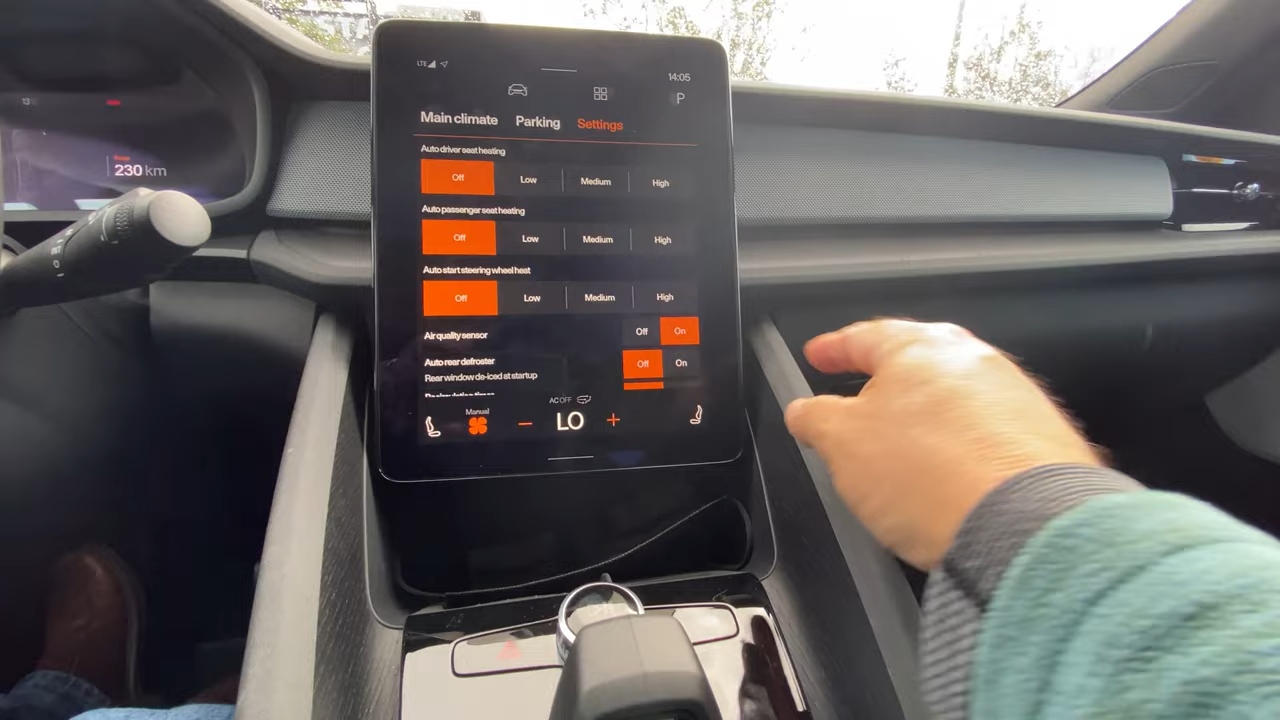 LTE
14:05
P
Main climate Parking Settings
Auto driver seat heating
Off Low Medium High
Auto passenger seat heating
Off Low Medium High
Auto start steering wheel heat
Off Low Medium High
Air quality sensor Off On
Auto rear defroster Off On
Rear window de-iced at startup
AC OFF
Manual
− LO +
230 km